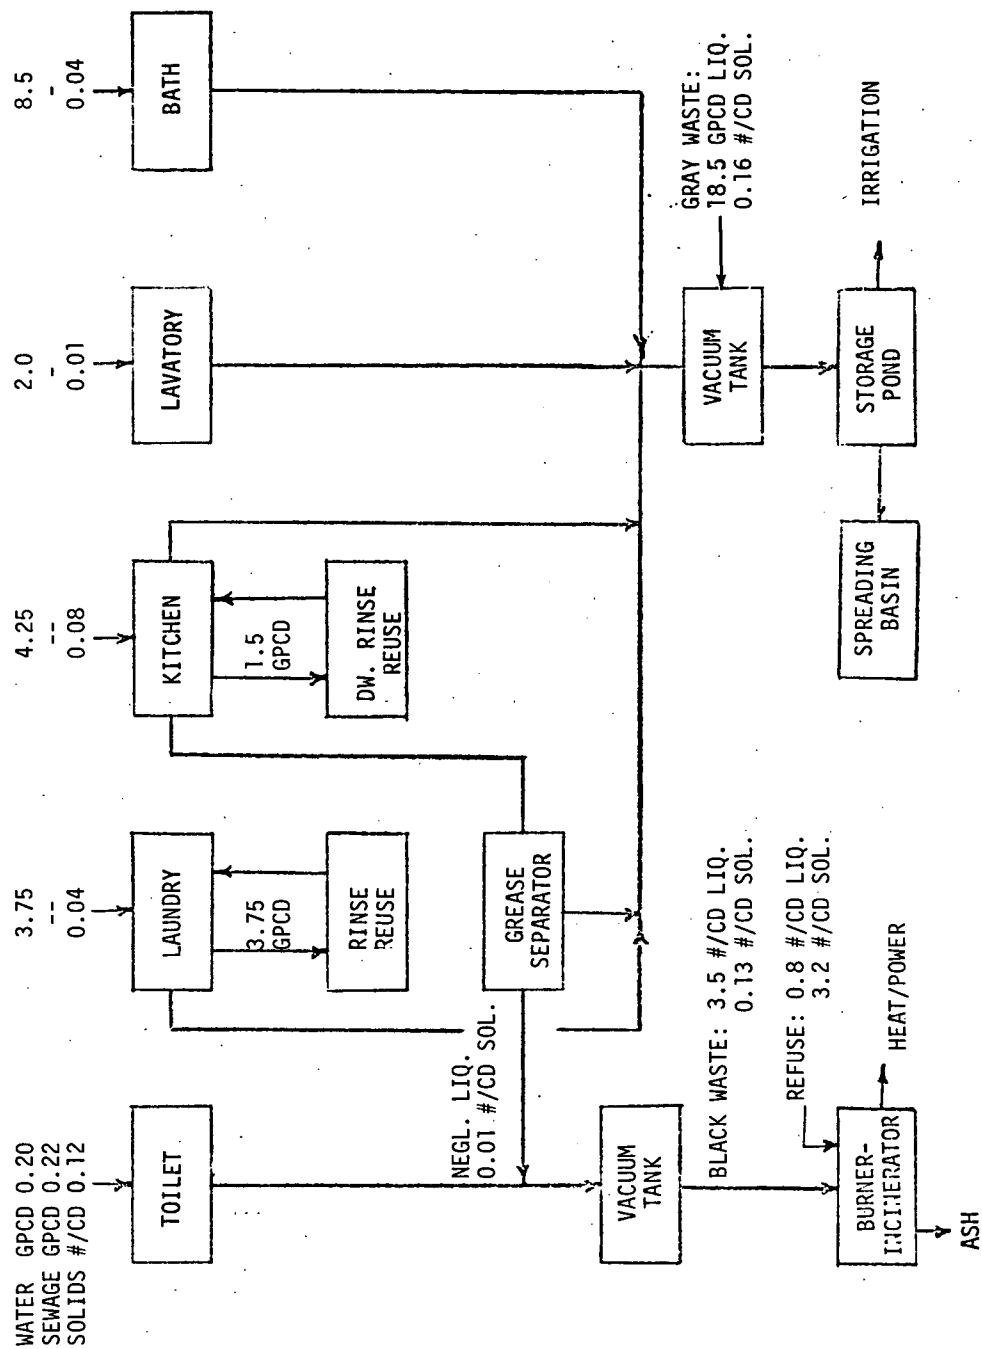 WATER GPCD 0.20
SEWAGE GPCD 0.22
SOLIDS #/CD 0.12
3.75
--
0.04
4.25
--
0.08
2.0
-
0.01
8.5
-
0.04
TOILET
LAUNDRY
KITCHEN
LAVATORY
BATH
3.75
GPCD
1.5
GPCD
RINSE
REUSE
DW. RINSE
REUSE
NEGL. LIQ.
0.01 #/CD SOL.
GREASE
SEPARATOR
VACUUM
TANK
VACUUM
TANK
GRAY WASTE:
18.5 GPCD LIQ.
0.16 #/CD SOL.
BLACK WASTE: 3.5 #/CD LIQ.
0.13 #/CD SOL.
REFUSE: 0.8 #/CD LIQ.
3.2 #/CD SOL.
BURNER-
INCINERATOR
HEAT/POWER
ASH
SPREADING
BASIN
STORAGE
POND
IRRIGATION